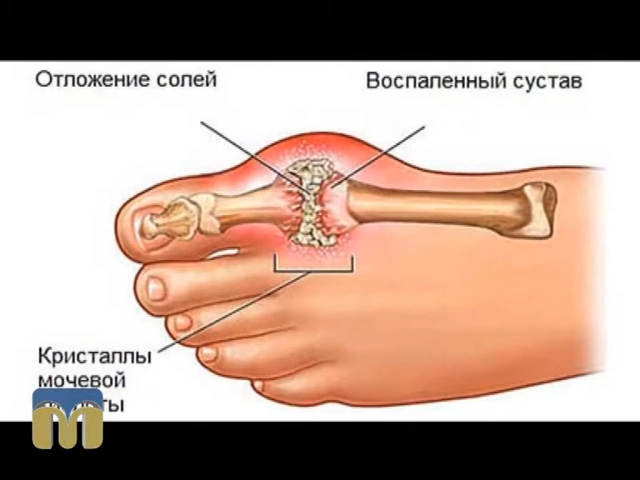 Отложение солей
Воспаленный сустав
Кристаллы
мочевой